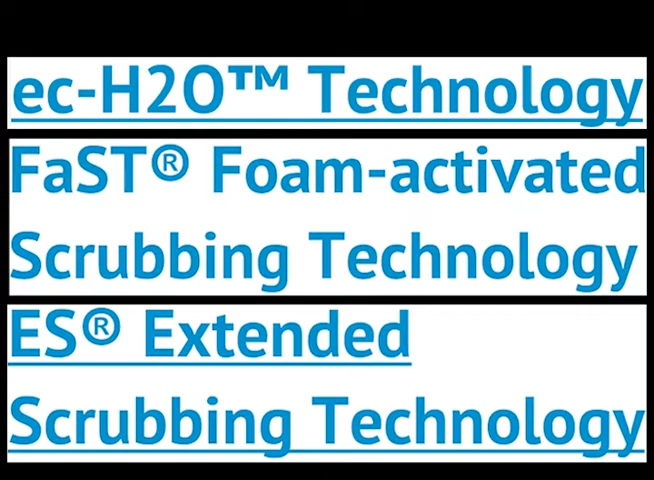 ec-H2O™ Technology
FaST® Foam-activated
Scrubbing Technology
ES® Extended
Scrubbing Technology